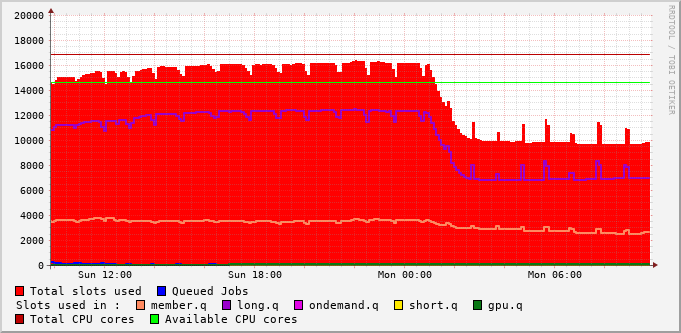 RRDTOOL / TOBI OETIKER
20000
18000
16000
14000
12000
10000
8000
6000
4000
2000
0
Sun 12:00 Sun 18:00 Mon 00:00 Mon 06:00
Total slots used Queued Jobs
Slots used in : member.q long.q ondemand.q short.q gpu.q
Total CPU cores Available CPU cores